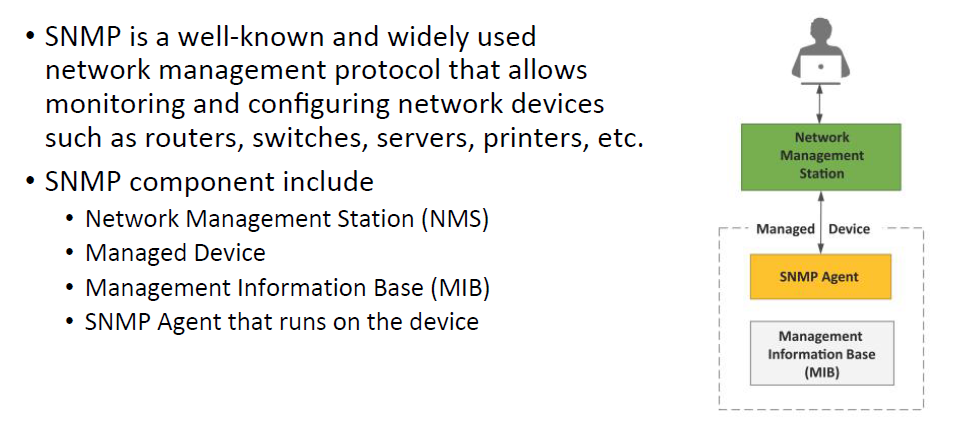 • SNMP is a well-known and widely used
network management protocol that allows
monitoring and configuring network devices
such as routers, switches, servers, printers, etc.
• SNMP component include
• Network Management Station (NMS)
• Managed Device
• Management Information Base (MIB)
• SNMP Agent that runs on the device
Network
Management
Station
Managed Device
SNMP Agent
Management
Information Base
(MIB)